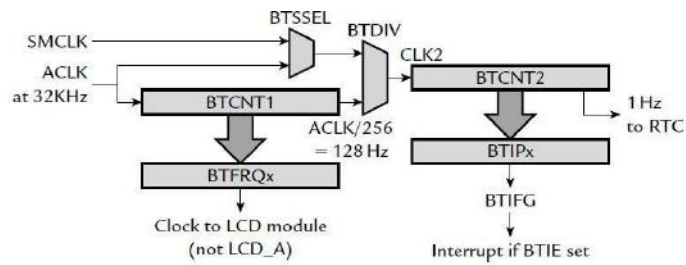 BTSSEL
SMCLK
BTDIV
CLK2
ACLK
at 32KHz
BTCNT1
BTCNT2
ACLK/256
= 128 Hz
1 Hz
to RTC
BTFRQx
BTIPx
BTIFG
Clock to LCD module
(not LCD_A)
Interrupt if BTIE set